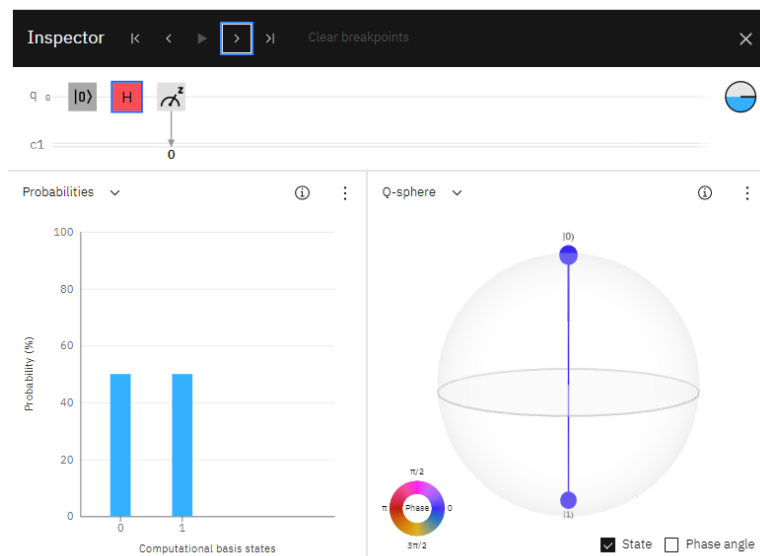 Inspector Clear breakpoints
q 0 |0⟩ H z
c1
0
Probabilities
Q-sphere
100
80
60
40
20
0
Probability (%)
0 1
Computational basis states
|0⟩
|1⟩
π/2
π Phase 0
3π/2
State Phase angle